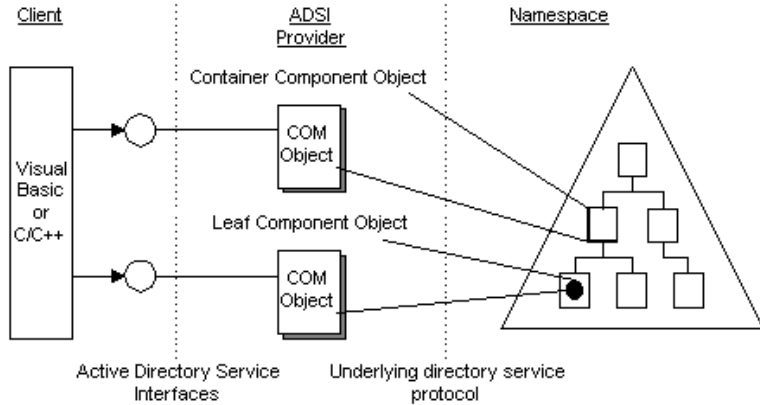 Client
ADSI
Provider
Namespace
Container Component Object
COM
Object
Visual
Basic
or
C/C++
Leaf Component Object
COM
Object
Active Directory Service
Interfaces
Underlying directory service
protocol